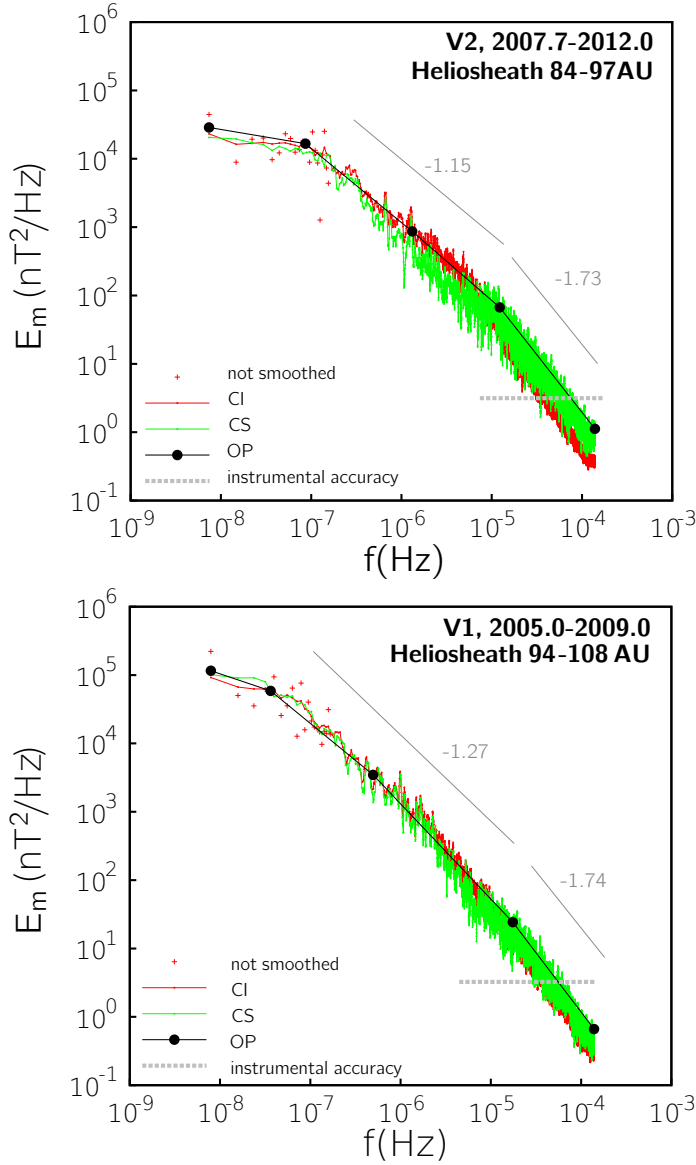 V2, 2007.7-2012.0
Heliosheath 84-97AU
10^6
10^5
10^4
10^3
10^2
10^1
10^0
10^-1
E_m (nT^2/Hz)
-1.15
-1.73
not smoothed
CI
CS
OP
instrumental accuracy
10^-9 10^-8 10^-7 10^-6 10^-5 10^-4 10^-3
f(Hz)
V1, 2005.0-2009.0
Heliosheath 94-108 AU
10^6
10^5
10^4
10^3
10^2
10^1
10^0
10^-1
E_m (nT^2/Hz)
-1.27
-1.74
not smoothed
CI
CS
OP
instrumental accuracy
10^-9 10^-8 10^-7 10^-6 10^-5 10^-4 10^-3
f(Hz)